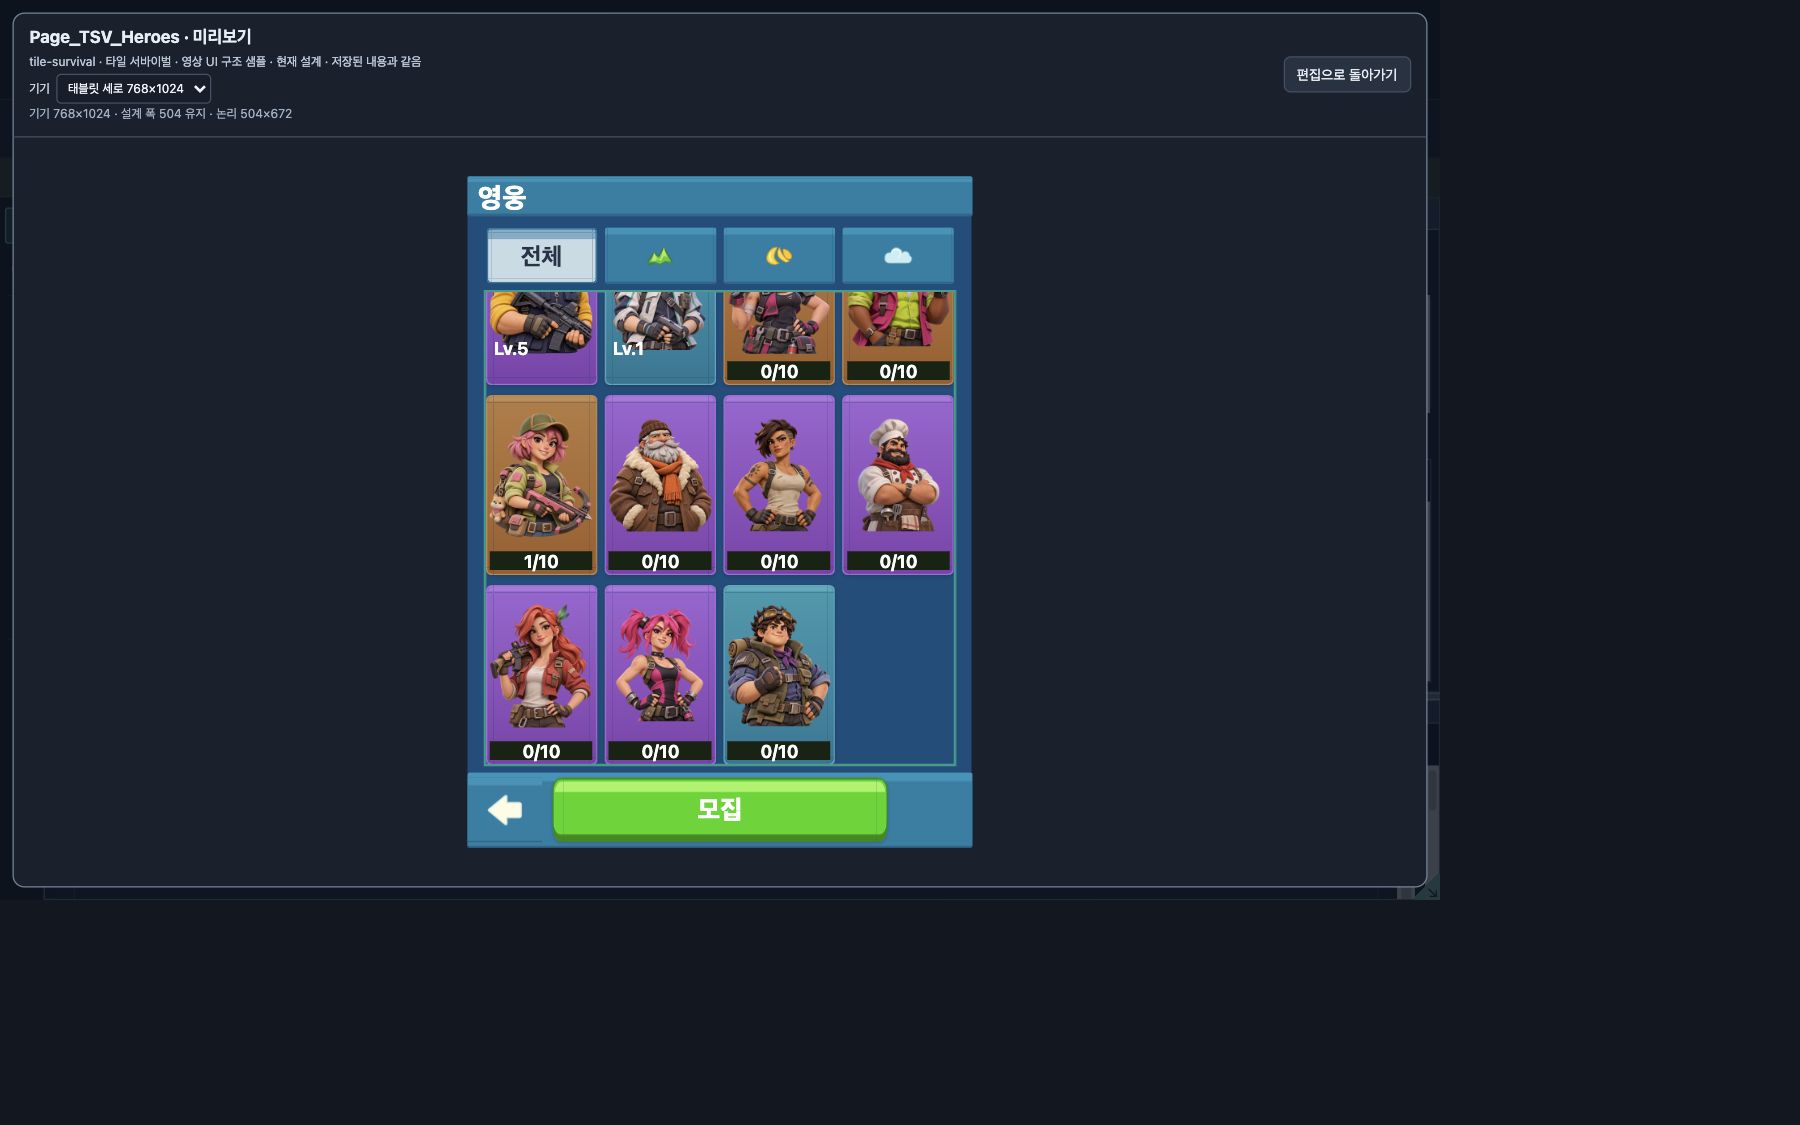 Page_TSV_Heroes · 미리보기
tile-survival · 타일 서바이벌 · 영상 UI 구조 샘플 · 현재 설계 · 저장된 내용과 같음
기기 태블릿 세로 768×1024
편집으로 돌아가기
기기 768×1024 · 설계 폭 504 유지 · 논리 504×672
영웅
전체
Lv.5 Lv.1
0/10 0/10
1/10 0/10 0/10 0/10
0/10 0/10 0/10
모집